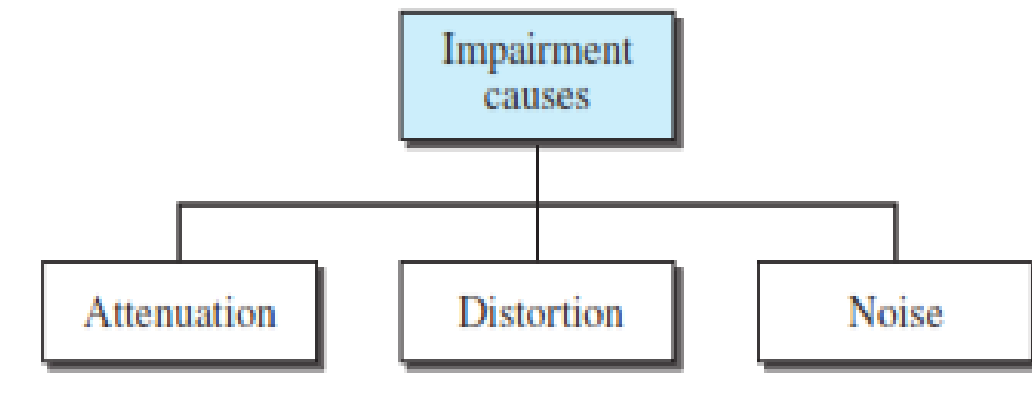 Impairment
causes
Attenuation
Distortion
Noise